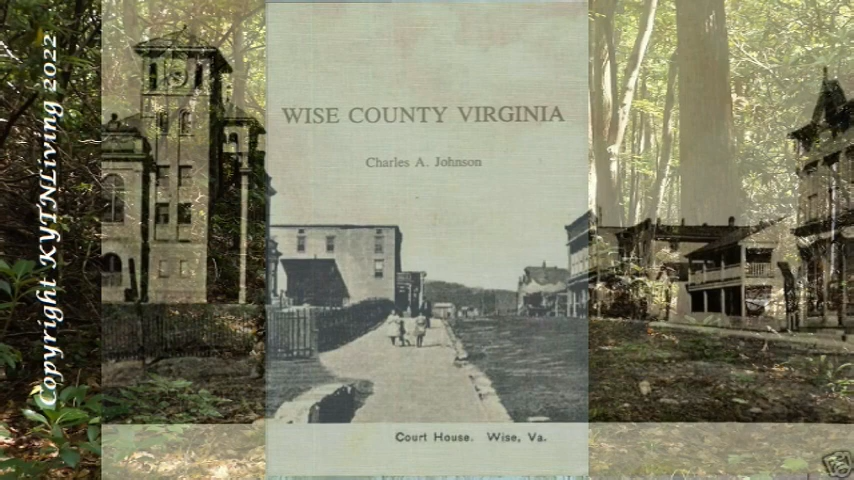 Copyright KYTNLiving 2022
WISE COUNTY VIRGINIA
Charles A. Johnson
Court House. Wise, Va.